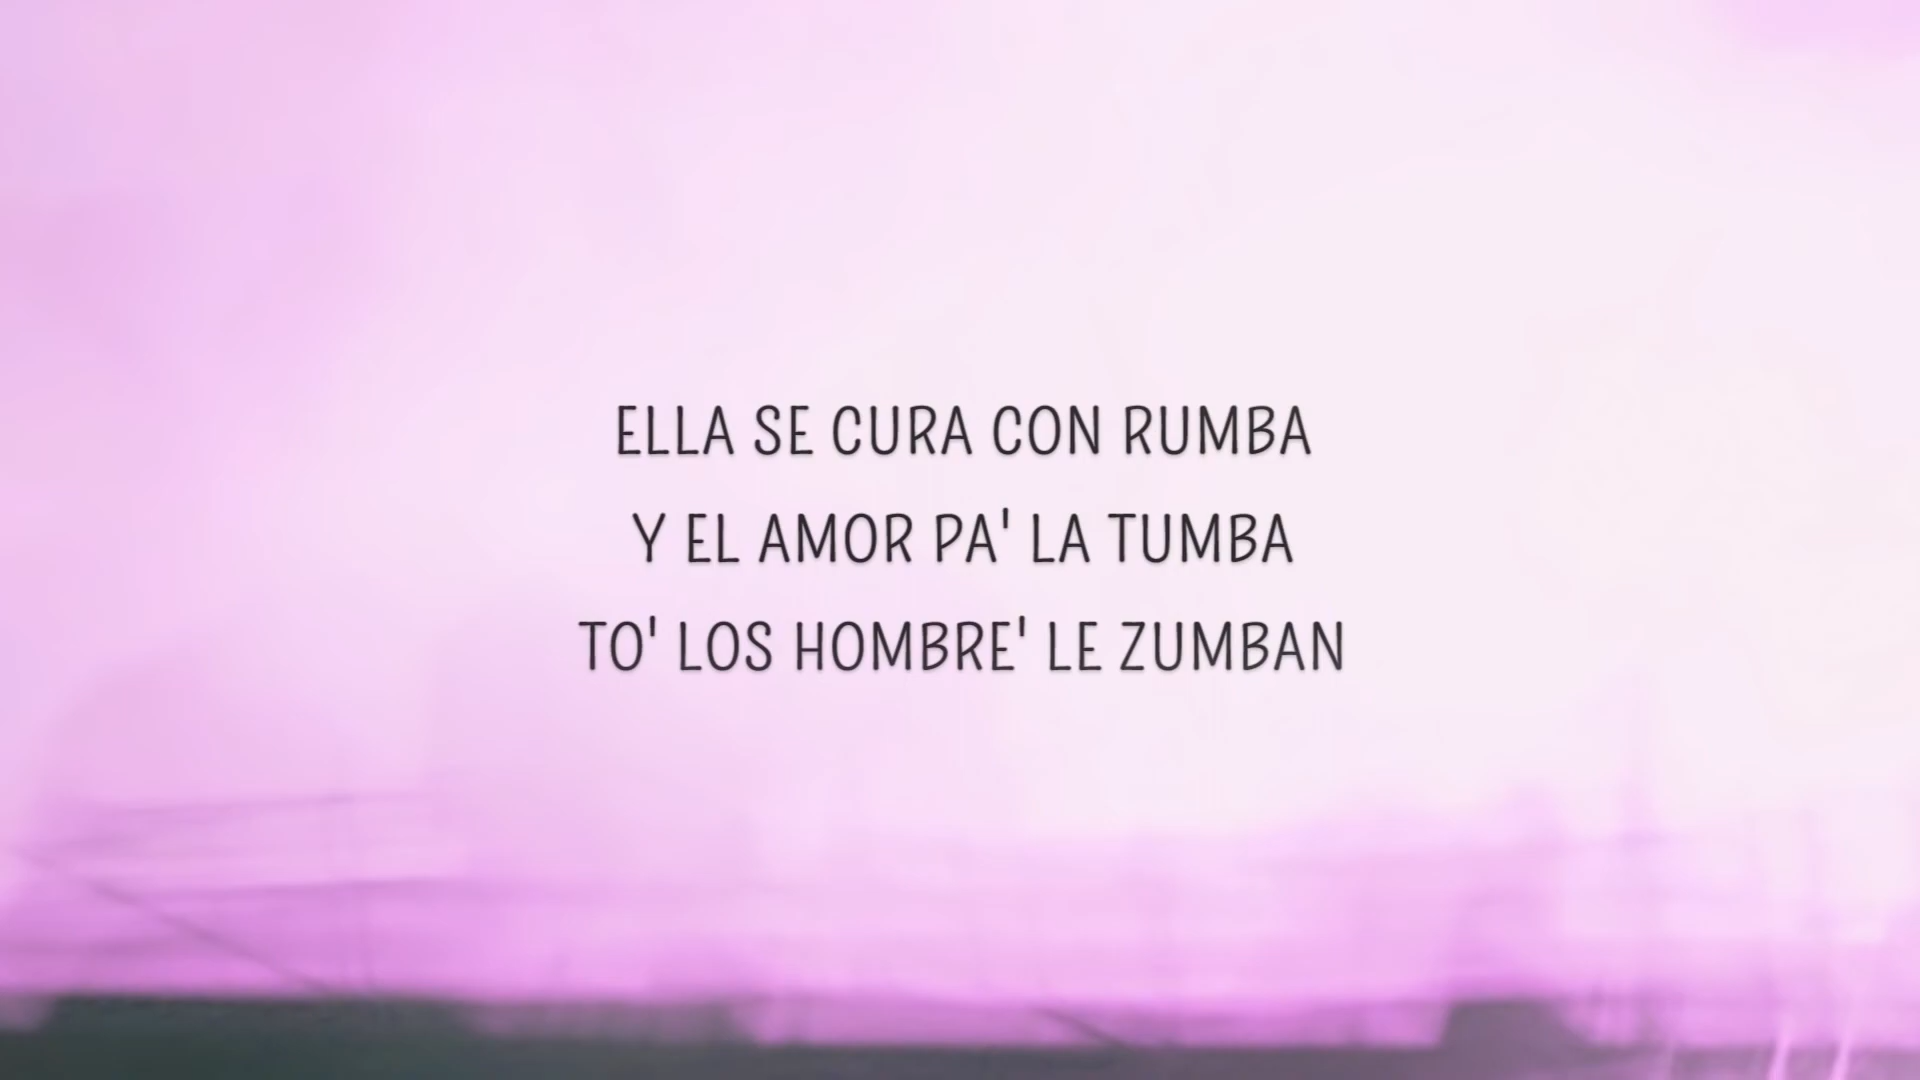 ELLA SE CURA CON RUMBA
Y EL AMOR PA' LA TUMBA
TO' LOS HOMBRE' LE ZUMBAN